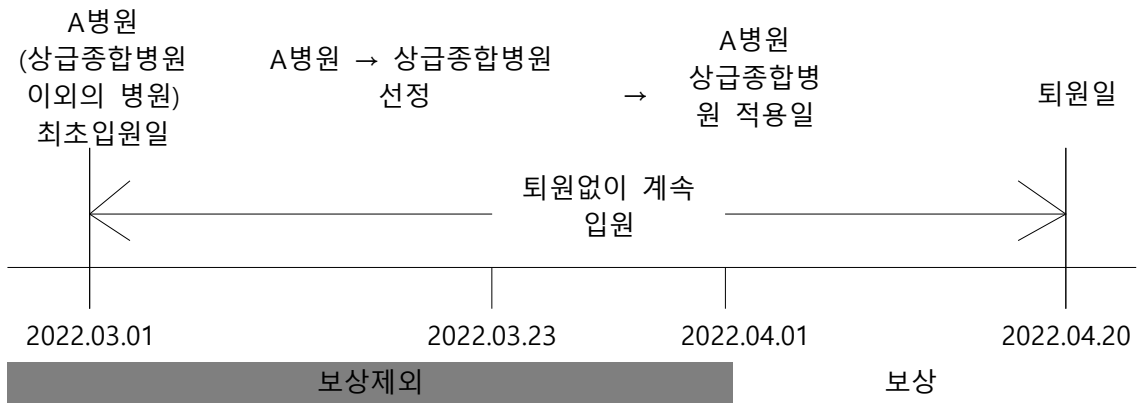 A병원
(상급종합병원
이외의 병원)
최초입원일
A병원 → 상급종합병원
선정
→
A병원
상급종합병
원 적용일
퇴원일
퇴원없이 계속
입원
2022.03.01
2022.03.23
2022.04.01
2022.04.20
보상제외
보상